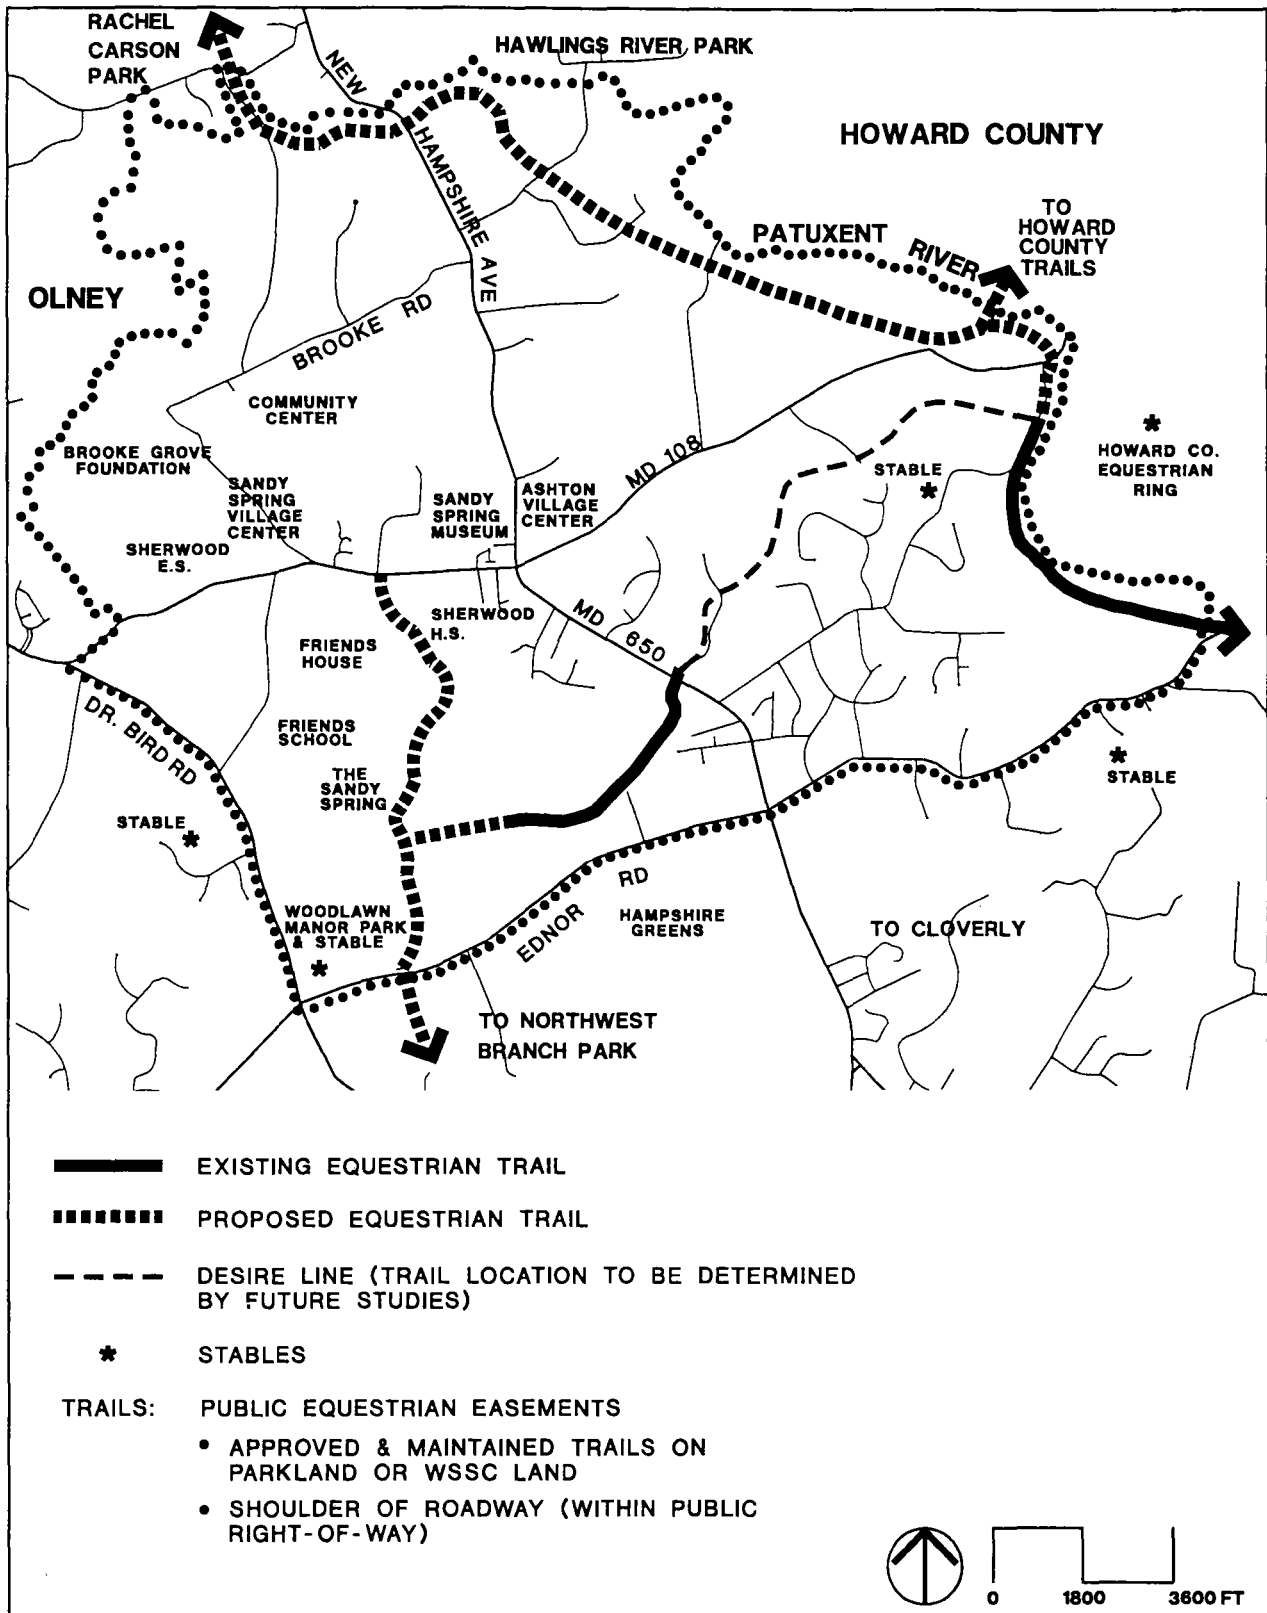 RACHEL
CARSON
PARK
HAWLINGS RIVER PARK
NEW
HAMPSHIRE AVE
HOWARD COUNTY
TO
HOWARD
COUNTY
TRAILS
PATUXENT
RIVER
OLNEY
BROOKE RD
COMMUNITY
CENTER
BROOKE GROVE
FOUNDATION
SANDY
SPRING
VILLAGE
CENTER
SANDY
SPRING
MUSEUM
ASHTON
VILLAGE
CENTER
MD 108
STABLE
HOWARD CO.
EQUESTRIAN
RING
SHERWOOD
E.S.
SHERWOOD
H.S.
MD 650
FRIENDS
HOUSE
DR. BIRD RD
FRIENDS
SCHOOL
THE
SANDY
SPRING
STABLE
STABLE
WOODLAWN
MANOR PARK
& STABLE
EDNOR RD
HAMPSHIRE
GREENS
TO CLOVERLY
TO NORTHWEST
BRANCH PARK
EXISTING EQUESTRIAN TRAIL
PROPOSED EQUESTRIAN TRAIL
DESIRE LINE (TRAIL LOCATION TO BE DETERMINED
BY FUTURE STUDIES)
* STABLES
TRAILS: PUBLIC EQUESTRIAN EASEMENTS
• APPROVED & MAINTAINED TRAILS ON
PARKLAND OR WSSC LAND
• SHOULDER OF ROADWAY (WITHIN PUBLIC
RIGHT-OF-WAY)
0 1800 3600 FT